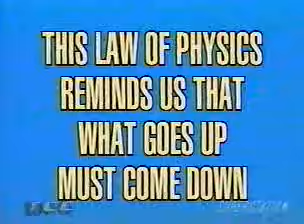 THIS LAW OF PHYSICS
REMINDS US THAT
WHAT GOES UP
MUST COME DOWN